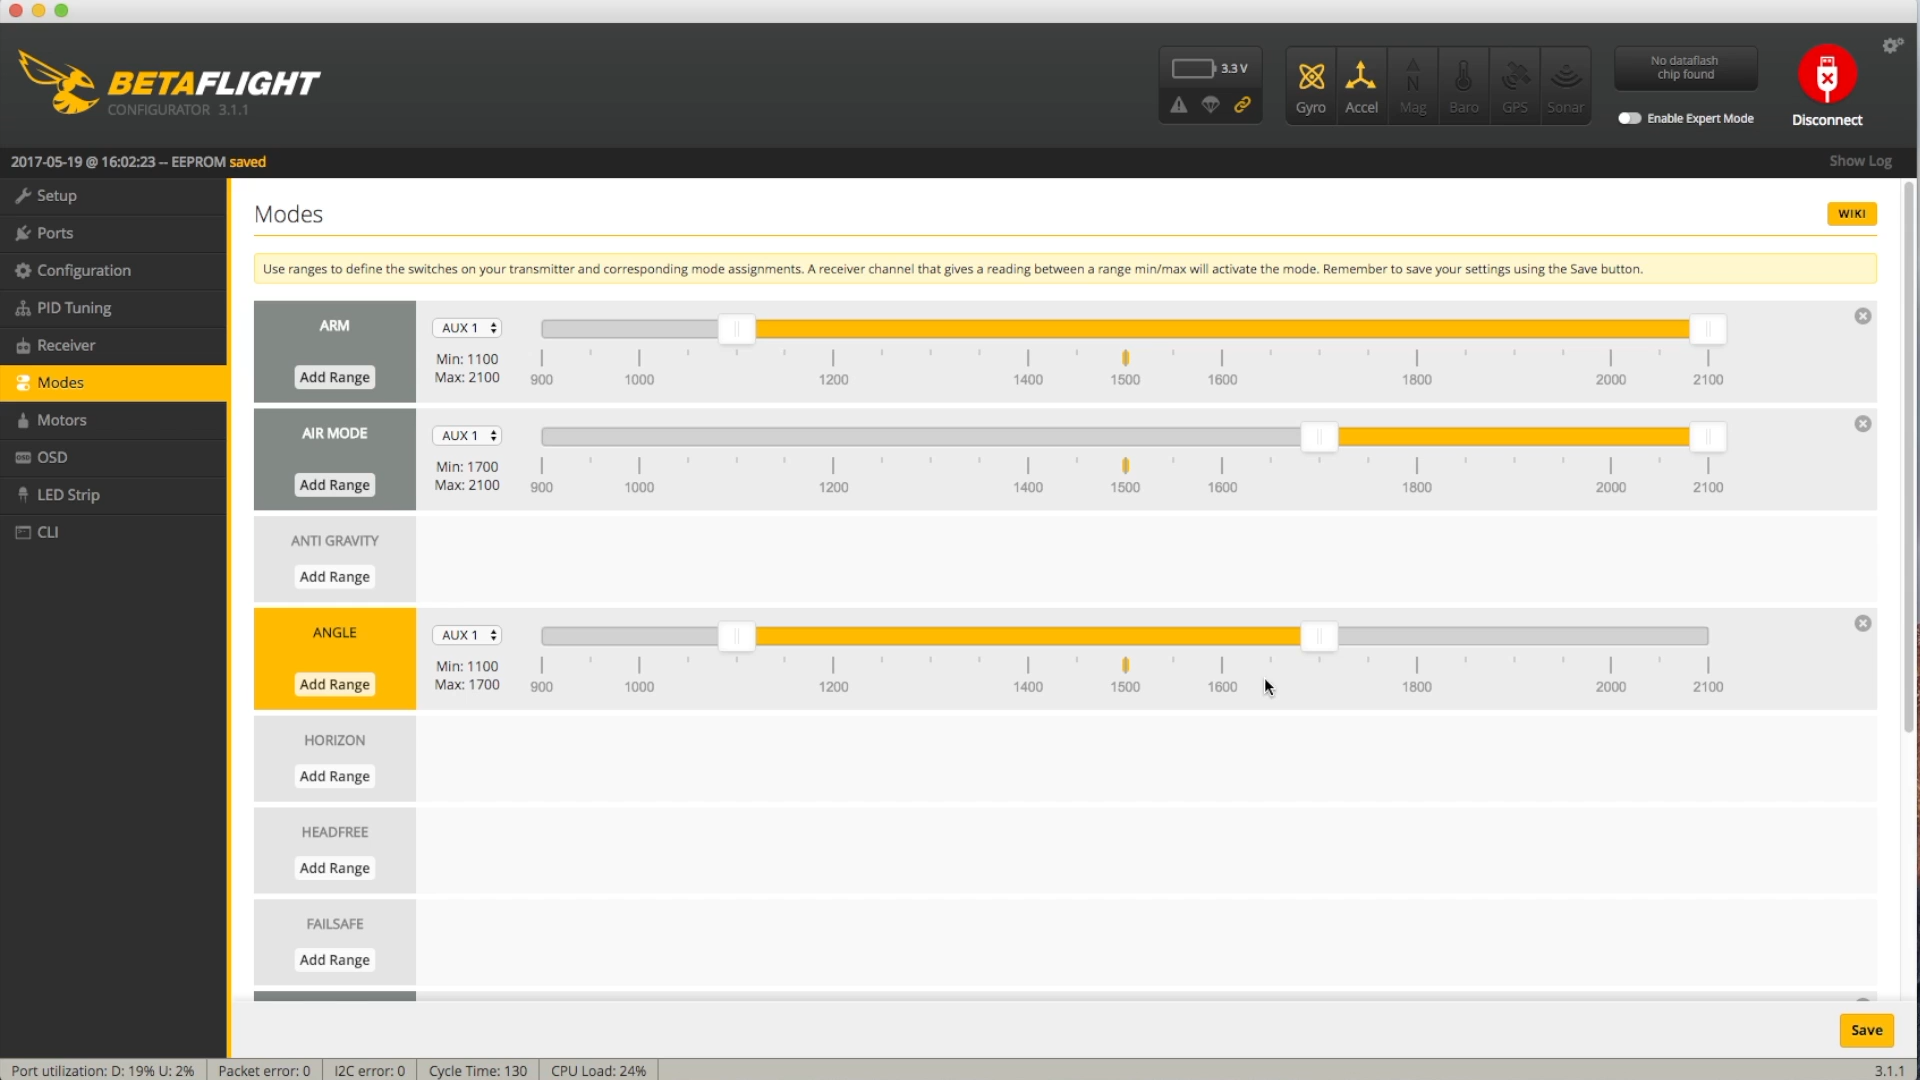 BETAFLIGHT
CONFIGURATOR 3.1.1
3.3 V
Gyro
Accel
Mag
Baro
GPS
Sonar
No dataflash
chip found
Enable Expert Mode
Disconnect
2017-05-19 @ 16:02:23 -- EEPROM saved
Show Log
Setup
Ports
Configuration
PID Tuning
Receiver
Modes
Motors
OSD
LED Strip
CLI
Modes
WIKI
Use ranges to define the switches on your transmitter and corresponding mode assignments. A receiver channel that gives a reading between a range min/max will activate the mode. Remember to save your settings using the Save button.
ARM
Add Range
AUX 1
Min: 1100
Max: 2100
900 1000 1200 1400 1500 1600 1800 2000 2100
AIR MODE
Add Range
AUX 1
Min: 1700
Max: 2100
900 1000 1200 1400 1500 1600 1800 2000 2100
ANTI GRAVITY
Add Range
ANGLE
Add Range
AUX 1
Min: 1100
Max: 1700
900 1000 1200 1400 1500 1600 1800 2000 2100
HORIZON
Add Range
HEADFREE
Add Range
FAILSAFE
Add Range
Save
Port utilization: D: 19% U: 2% Packet error: 0 I2C error: 0 Cycle Time: 130 CPU Load: 24% 3.1.1